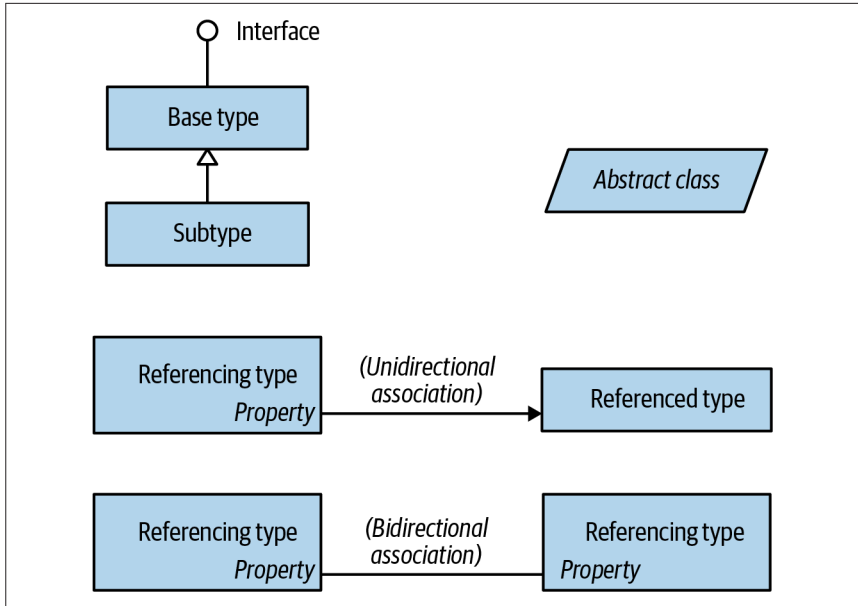 Interface
Base type
Abstract class
Subtype
Referencing type
Property
(Unidirectional
association)
Referenced type
Referencing type
Property
(Bidirectional
association)
Referencing type
Property